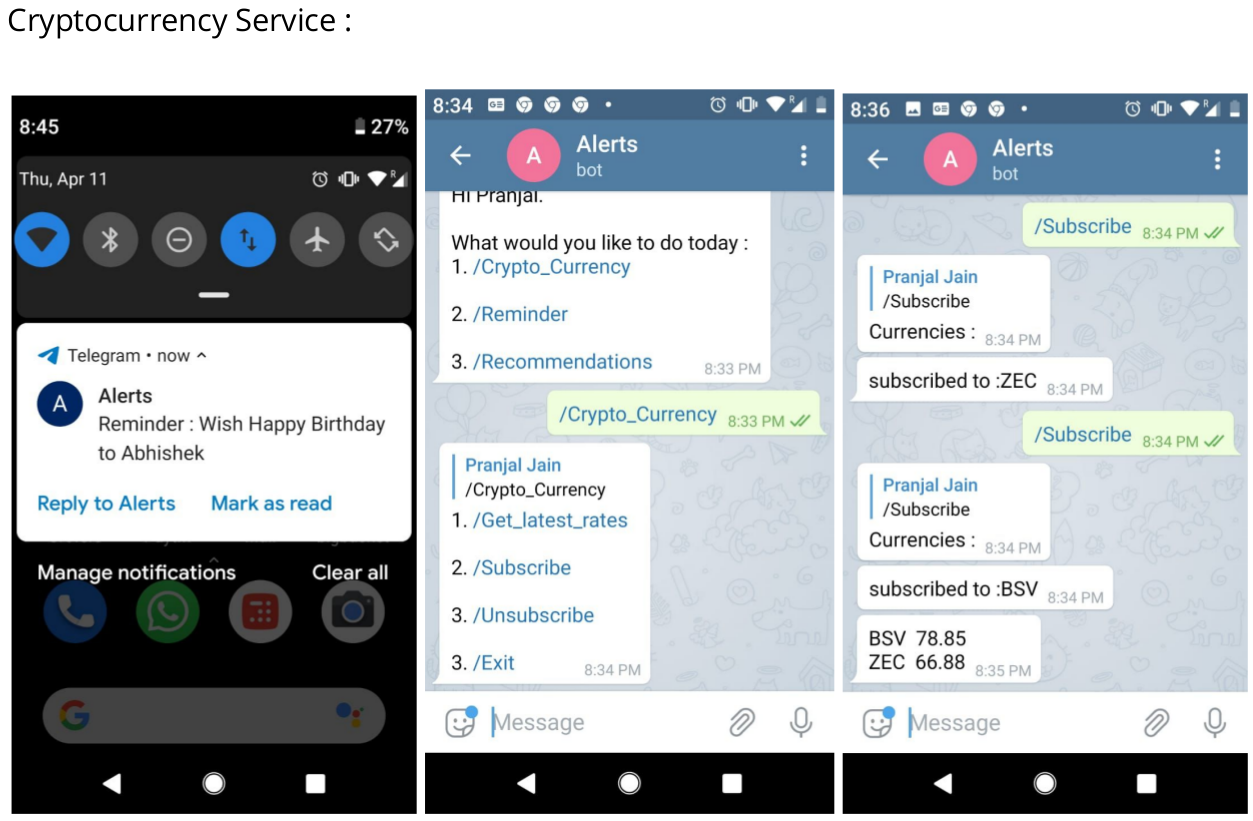 Cryptocurrency Service :
8:45
27%
Thu, Apr 11
R
Telegram • now
A
Alerts
Reminder : Wish Happy Birthday
to Abhishek
Reply to Alerts
Mark as read
Manage notifications
Clear all
G
8:34
GE
R
A
Alerts
bot
Hi Pranjal.
What would you like to do today :
1. /Crypto_Currency
2. /Reminder
3. /Recommendations
8:33 PM
/Crypto_Currency 8:33 PM
Pranjal Jain
/Crypto_Currency
1. /Get_latest_rates
2. /Subscribe
3. /Unsubscribe
3. /Exit
8:34 PM
Message
8:36
GE
R
A
Alerts
bot
/Subscribe 8:34 PM
Pranjal Jain
/Subscribe
Currencies : 8:34 PM
subscribed to :ZEC 8:34 PM
/Subscribe 8:34 PM
Pranjal Jain
/Subscribe
Currencies : 8:34 PM
subscribed to :BSV 8:34 PM
BSV 78.85
ZEC 66.88 8:35 PM
Message